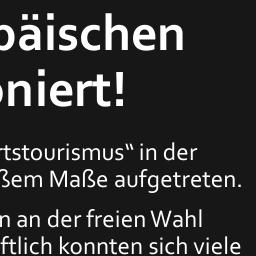 päischen
oniert!
rtstourismus“ in der
ßem Maße aufgetreten.
n an der freien Wahl
ftlich konnten sich viele